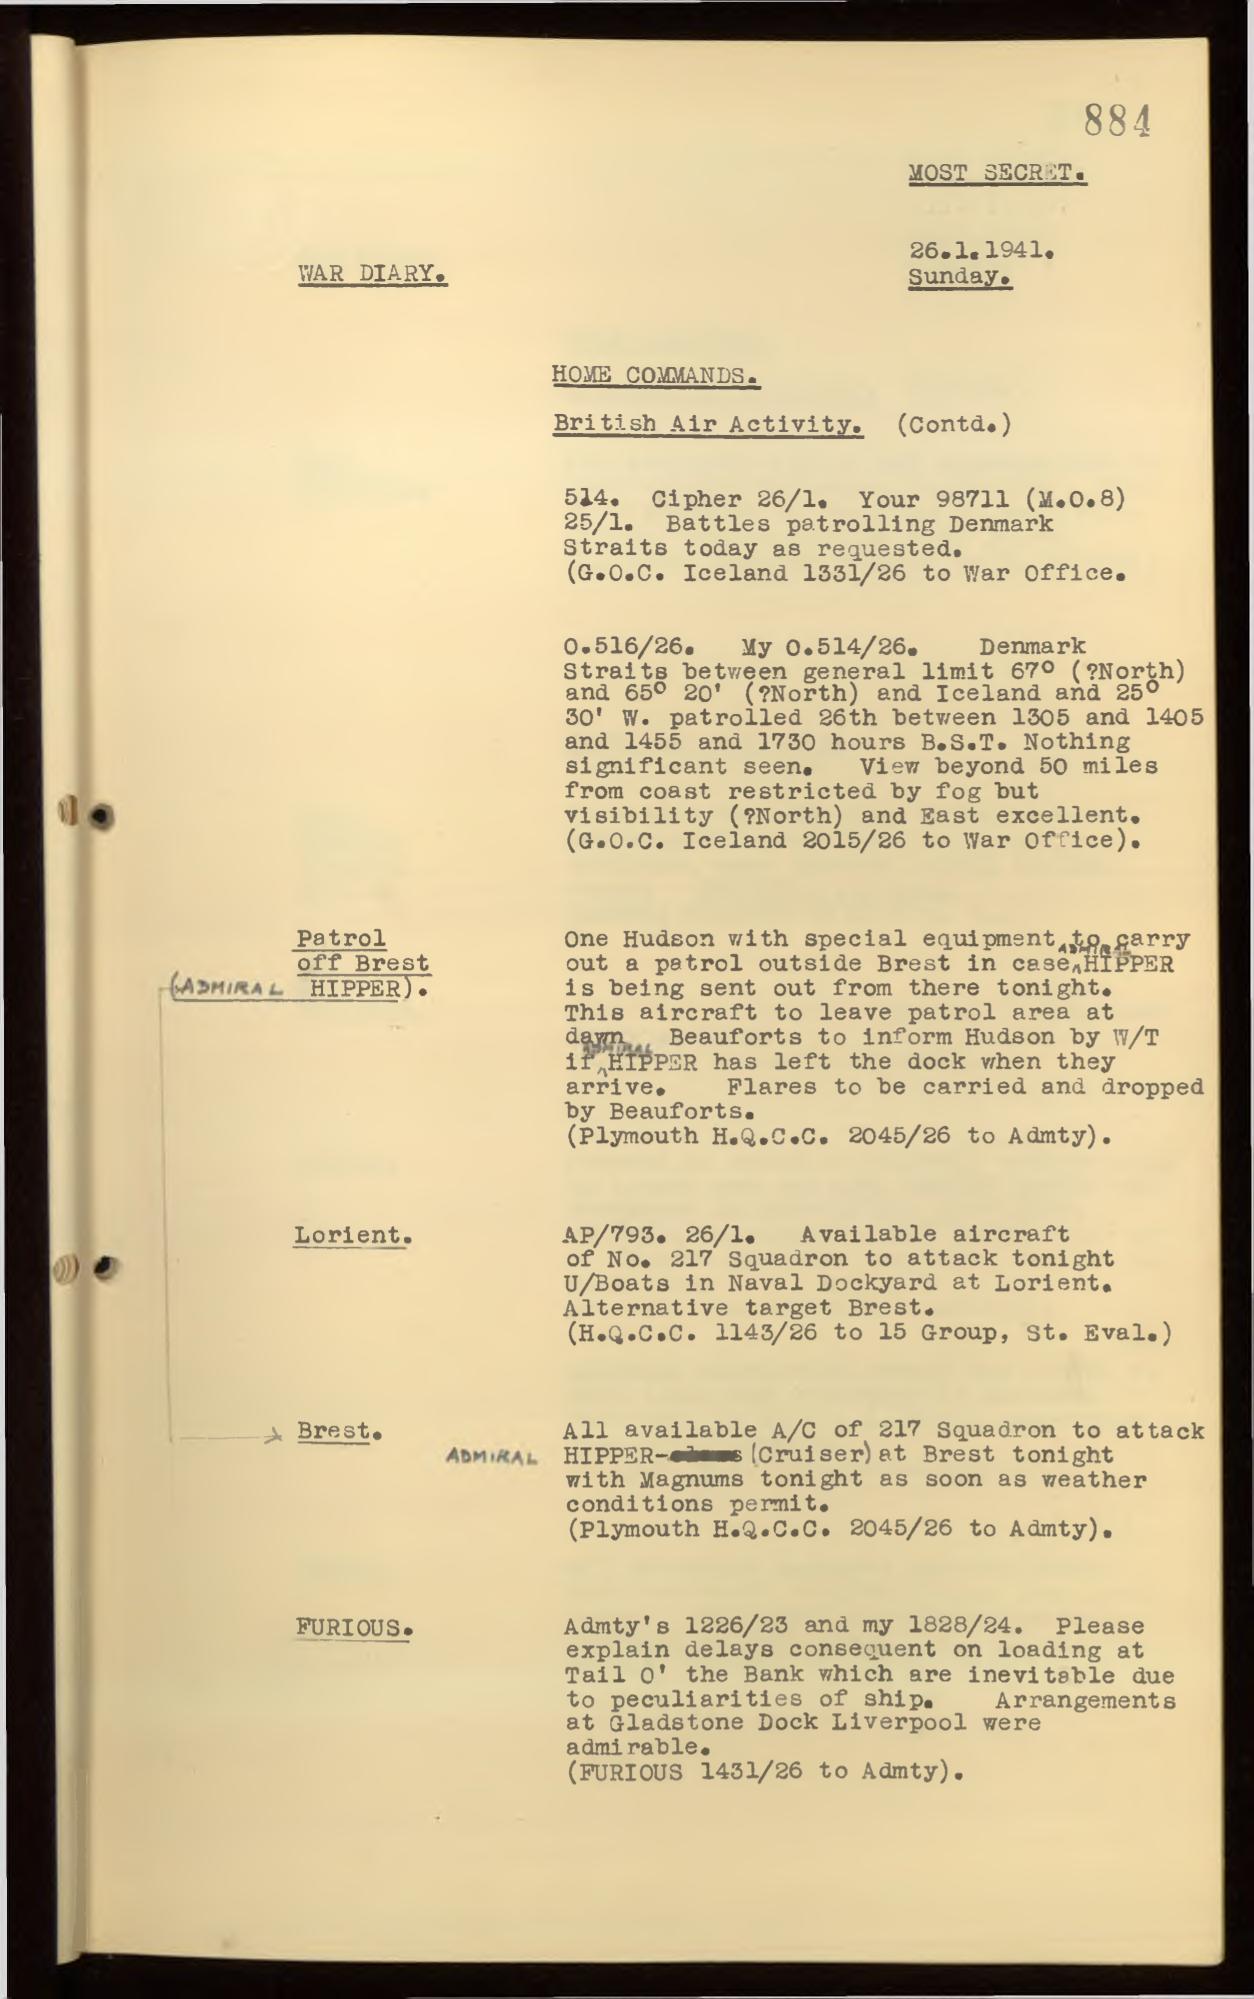 884
MOST SECRET.
26.1.1941.
WAR DIARY.
Sunday.
HOME COMMANDS.
British Air Activity. (Contd.)
514. Cipher 26/1. Your 98711 (M.O.8)
25/1. Battles patrolling Denmark
Straits today as requested.
(G.O.C. Iceland 1331/26 to War Office.
0.516/26. My 0.514/26. Denmark
Straits between general limit 67° (?North)
and 65° 20' (?North) and Iceland and 25°
30' W. patrolled 26th between 1305 and 1405
and 1455 and 1730 hours B.S.T. Nothing
significant seen. View beyond 50 miles
from coast restricted by fog but
visibility (?North) and East excellent.
(G.O.C. Iceland 2015/26 to War Office).
Patrol
off Brest
(ADMIRAL HIPPER).
One Hudson with special equipment to carry
out a patrol outside Brest in case ADMIRAL HIPPER
is being sent out from there tonight.
This aircraft to leave patrol area at
dawn Beauforts to inform Hudson by W/T
if ADMIRAL HIPPER has left the dock when they
arrive. Flares to be carried and dropped
by Beauforts.
(Plymouth H.Q.C.C. 2045/26 to Admty).
Lorient.
AP/793. 26/1. Available aircraft
of No. 217 Squadron to attack tonight
U/Boats in Naval Dockyard at Lorient.
Alternative target Brest.
(H.Q.C.C. 1143/26 to 15 Group, St. Eval.)
Brest.
All available A/C of 217 Squadron to attack
ADMIRAL HIPPER- (Cruiser) at Brest tonight
with Magnums tonight as soon as weather
conditions permit.
(Plymouth H.Q.C.C. 2045/26 to Admty).
FURIOUS.
Admty's 1226/23 and my 1828/24. Please
explain delays consequent on loading at
Tail O' the Bank which are inevitable due
to peculiarities of ship. Arrangements
at Gladstone Dock Liverpool were
admirable.
(FURIOUS 1431/26 to Admty).